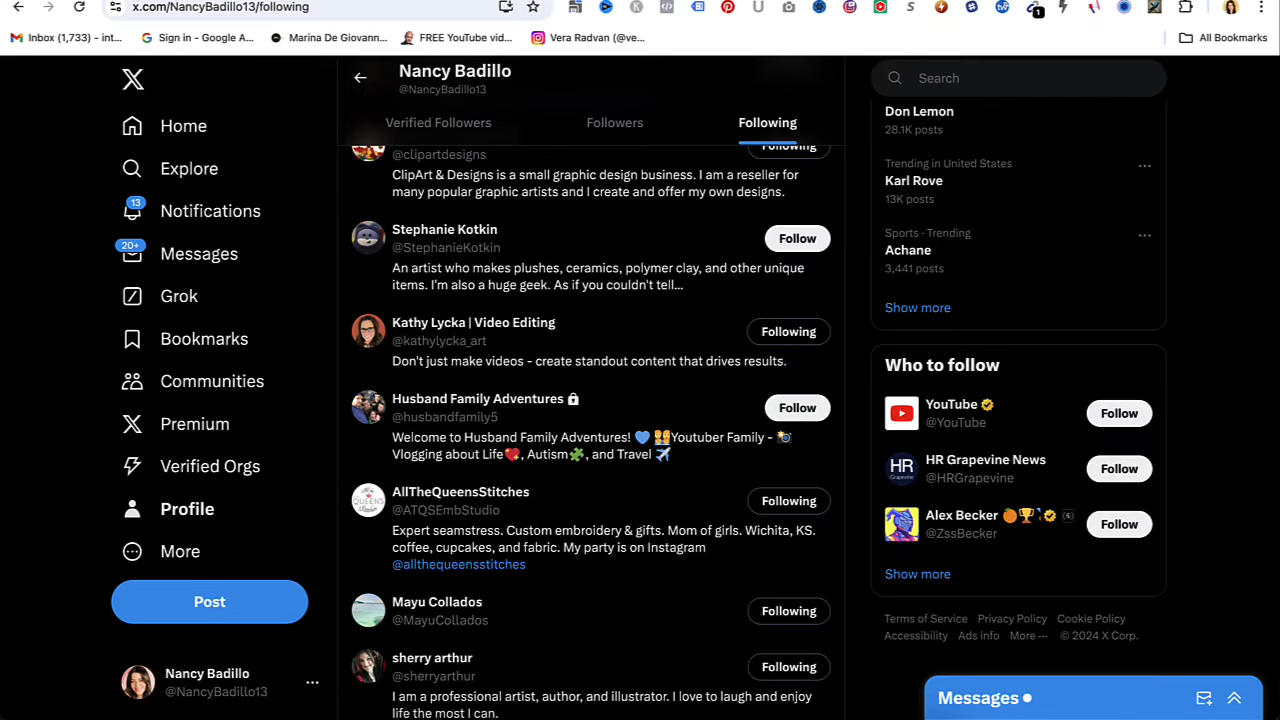 x.com/NancyBadillo13/following
1
Inbox (1,733) – int...
Sign in - Google A...
Marina De Giovann...
FREE YouTube vid...
Vera Radvan (@ve...
All Bookmarks
Home
Explore
13
Notifications
20+
Messages
Grok
Bookmarks
Communities
Premium
Verified Orgs
Profile
More
Post
Nancy Badillo
@NancyBadillo13
Nancy Badillo
@NancyBadillo13
Verified Followers
Followers
Following
@clipartdesigns
Following
ClipArt & Designs is a small graphic design business. I am a reseller for
many popular graphic artists and I create and offer my own designs.
Stephanie Kotkin
@StephanieKotkin
Follow
An artist who makes plushes, ceramics, polymer clay, and other unique
items. I'm also a huge geek. As if you couldn't tell...
Kathy Lycka | Video Editing
@kathylycka_art
Following
Don't just make videos – create standout content that drives results.
Husband Family Adventures
@husbandfamily5
Follow
Welcome to Husband Family Adventures! 💙 👫Youtuber Family - 📸
Vlogging about Life💖, Autism🧩, and Travel ✈️
AllTheQueensStitches
@ATQSEmbStudio
Following
Expert seamstress. Custom embroidery & gifts. Mom of girls. Wichita, KS.
coffee, cupcakes, and fabric. My party is on Instagram
@allthequeensstitches
Mayu Collados
@MayuCollados
Following
sherry arthur
@sherryarthur
Following
I am a professional artist, author, and illustrator. I love to laugh and enjoy
life the most I can.
Search
Don Lemon
28.1K posts
Trending in United States
Karl Rove
13K posts
Sports · Trending
Achane
3,441 posts
Show more
Who to follow
YouTube
@YouTube
Follow
HR
Grapevine
HR Grapevine News
@HRGrapevine
Follow
Alex Becker 🍊🏆
@ZssBecker
Follow
Show more
Terms of Service Privacy Policy Cookie Policy
Accessibility Ads info More ··· © 2024 X Corp.
Messages